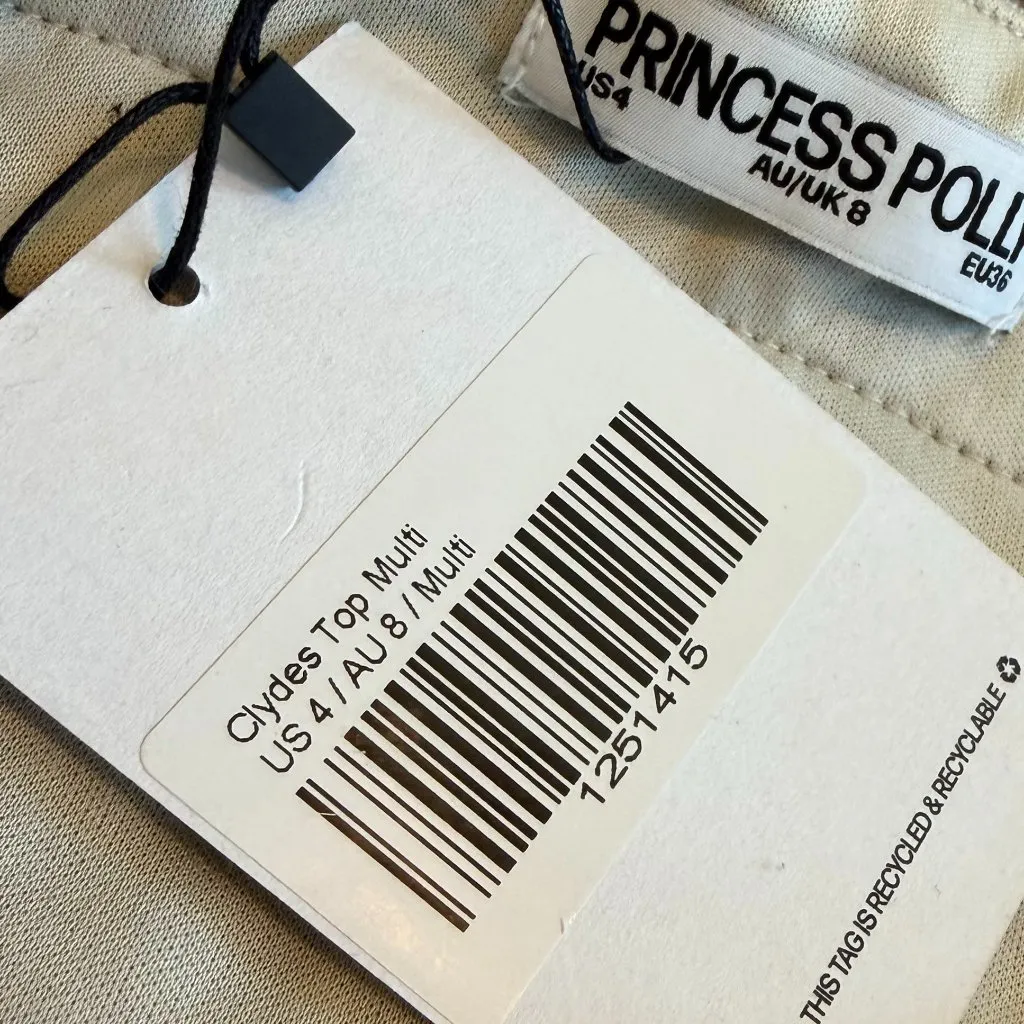 PRINCESS POLL
US4
AU/UK 8
EU36
Clydes Top Multi
US 4 / AU 8 / Multi
1251415
THIS TAG IS RECYCLED & RECYCLABLE